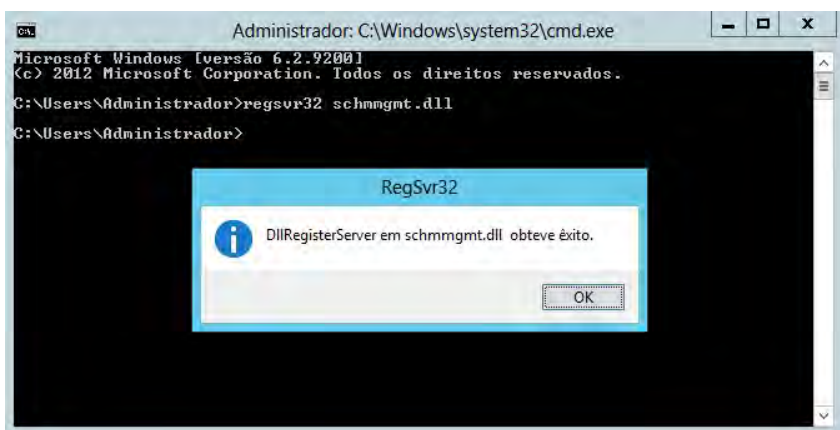 Administrador: C:\Windows\system32\cmd.exe
Microsoft Windows [versão 6.2.9200]
(c) 2012 Microsoft Corporation. Todos os direitos reservados.
C:\Users\Administrador>regsvr32 schmmgmt.dll
C:\Users\Administrador>
RegSvr32
DllRegisterServer em schmmgmt.dll obteve êxito.
OK